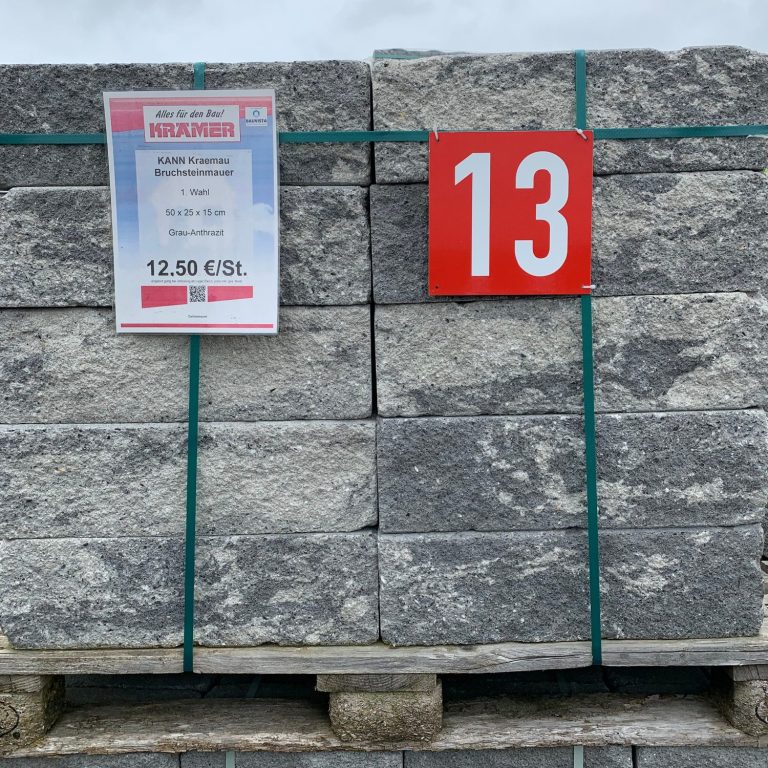 Alles für den Bau!
KRÄMER
BAUVISTA
KANN Kraemau
Bruchsteinmauer
1. Wahl
50 x 25 x 15 cm
Grau-Anthrazit
12.50 €/St.
13